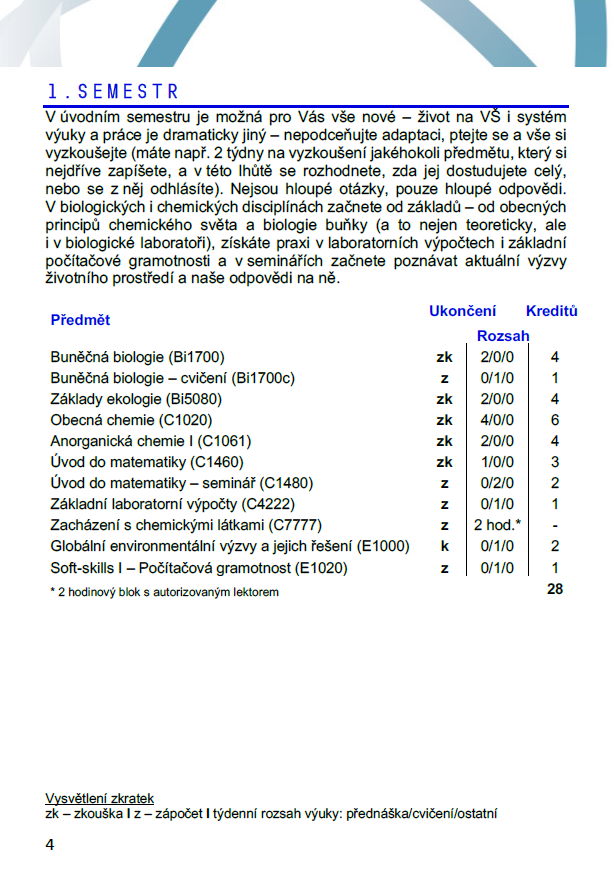 1.SEMESTR
V úvodním semestru je možná pro Vás vše nové – život na VŠ i systém
výuky a práce je dramaticky jiný – nepodceňujte adaptaci, ptejte se a vše si
vyzkoušejte (máte např. 2 týdny na vyzkoušení jakéhokoli předmětu, který si
nejdříve zapíšete, a v této lhůtě se rozhodnete, zda jej dostudujete celý,
nebo se z něj odhlásíte). Nejsou hloupé otázky, pouze hloupé odpovědi.
V biologických i chemických disciplínách začnete od základů – od obecných
principů chemického světa a biologie buňky (a to nejen teoreticky, ale
i v biologické laboratoři), získáte praxi v laboratorních výpočtech i základní
počítačové gramotnosti a v seminářích začnete poznávat aktuální výzvy
životního prostředí a naše odpovědi na ně.
Předmět Ukončení Rozsah Kreditů
Buněčná biologie (Bi1700) zk 2/0/0 4
Buněčná biologie – cvičení (Bi1700c) z 0/1/0 1
Základy ekologie (Bi5080) zk 2/0/0 4
Obecná chemie (C1020) zk 4/0/0 6
Anorganická chemie I (C1061) zk 2/0/0 4
Úvod do matematiky (C1460) zk 1/0/0 3
Úvod do matematiky – seminář (C1480) z 0/2/0 2
Základní laboratorní výpočty (C4222) z 0/1/0 1
Zacházení s chemickými látkami (C7777) z 2 hod.* -
Globální environmentální výzvy a jejich řešení (E1000) k 0/1/0 2
Soft-skills I – Počítačová gramotnost (E1020) z 0/1/0 1
* 2 hodinový blok s autorizovaným lektorem 28
Vysvětlení zkratek
zk – zkouška I z – zápočet I týdenní rozsah výuky: přednáška/cvičení/ostatní
4